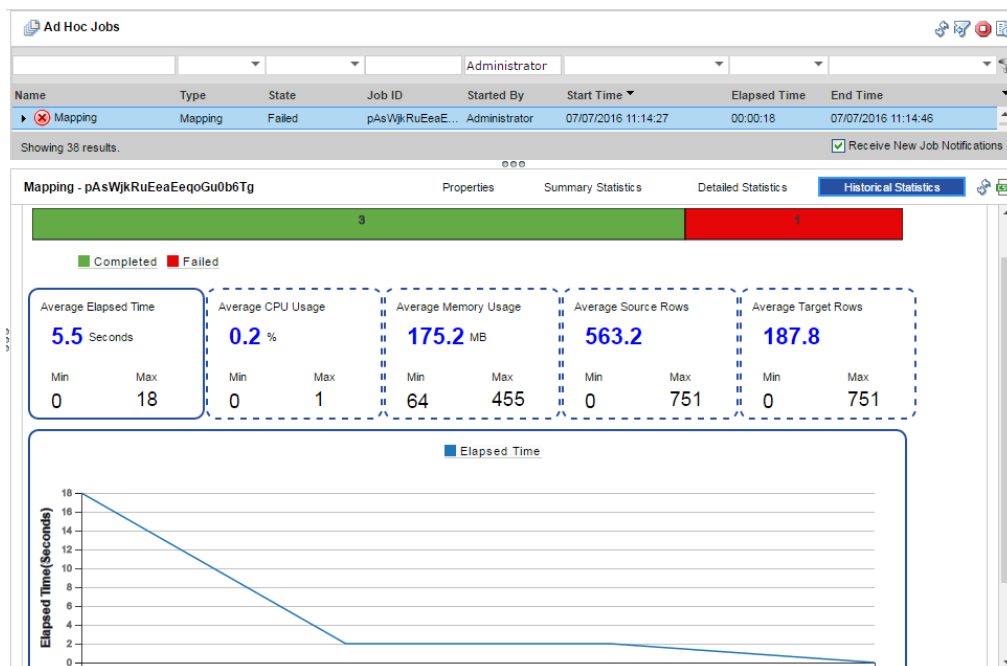 Ad Hoc Jobs
Administrator
Name Type State Job ID Started By Start Time Elapsed Time End Time
Mapping Mapping Failed pAsWjkRuEeaE... Administrator 07/07/2016 11:14:27 00:00:18 07/07/2016 11:14:46
Showing 38 results. Receive New Job Notifications
Mapping - pAsWjkRuEeaEeqoGu0b6Tg Properties Summary Statistics Detailed Statistics Historical Statistics
3 1
Completed Failed
Average Elapsed Time Average CPU Usage Average Memory Usage Average Source Rows Average Target Rows
5.5 Seconds 0.2 % 175.2 MB 563.2 187.8
Min Max Min Max Min Max Min Max Min Max
0 18 0 1 64 455 0 751 0 751
Elapsed Time
Elapsed Time(Seconds)
18
16
14
12
10
8
6
4
2
0